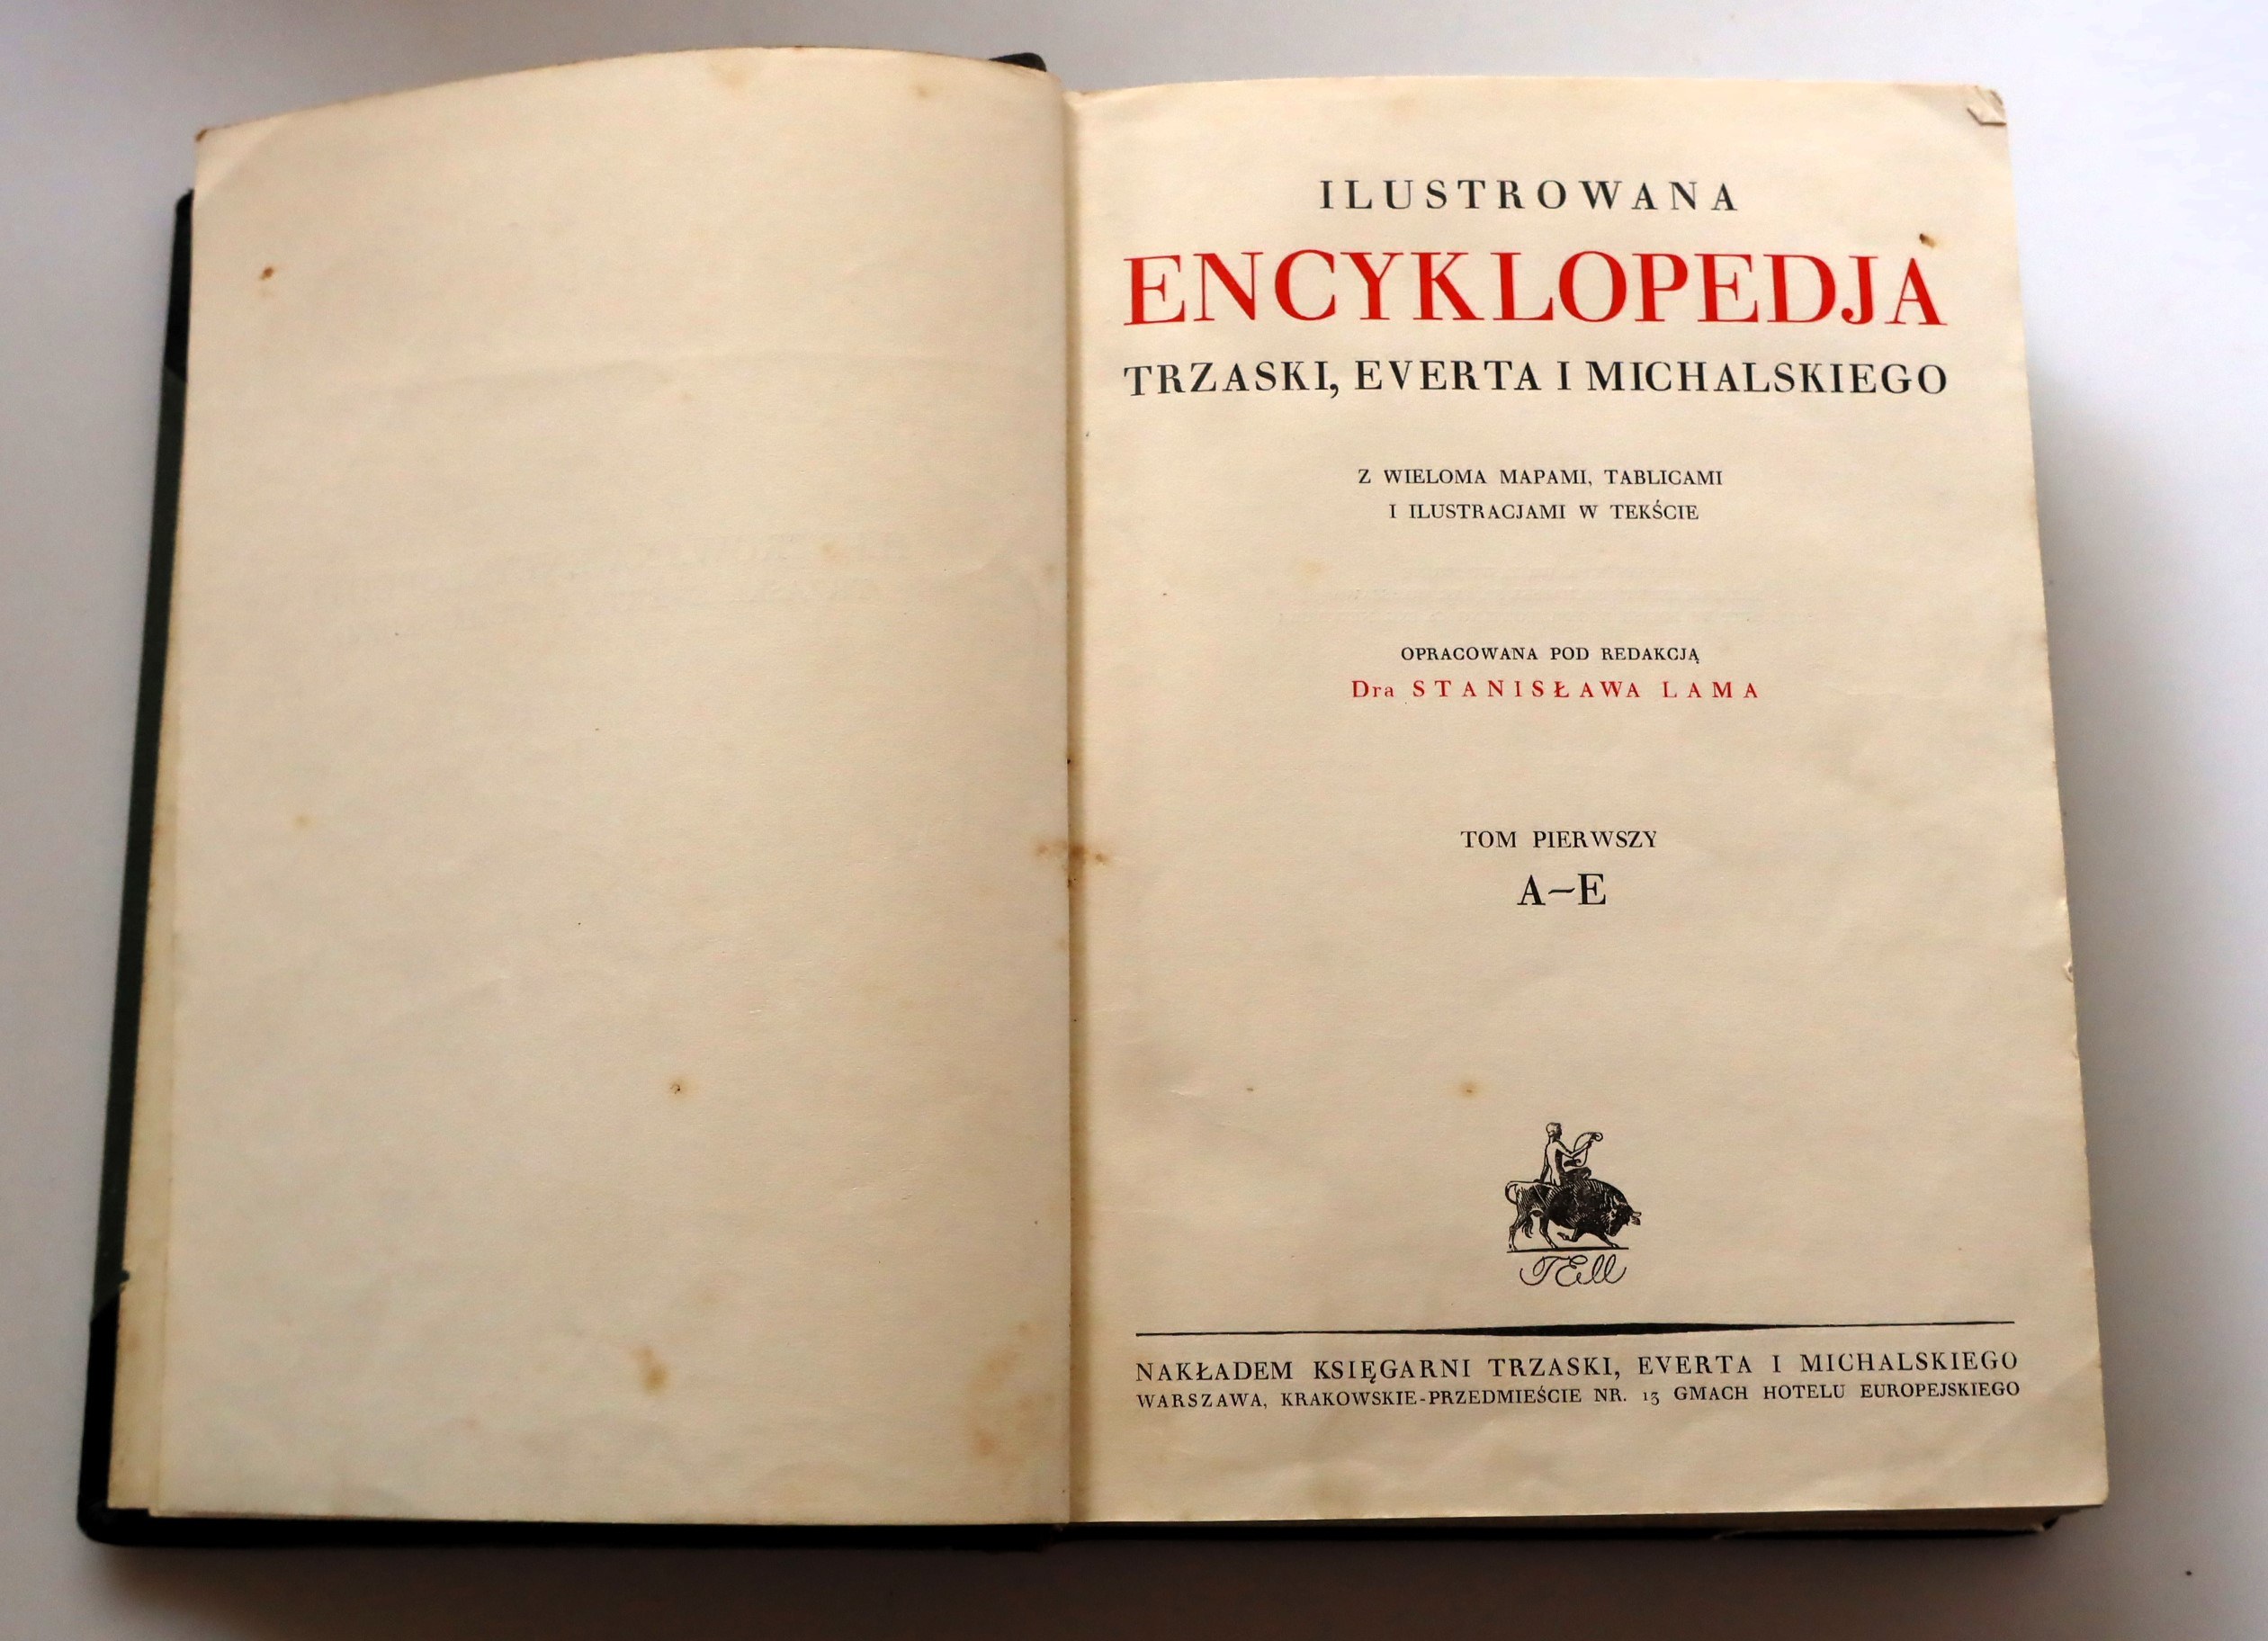 ILUSTROWANA
ENCYKLOPEDJA
TRZASKI, EVERTA I MICHALSKIEGO
Z WIELOMA MAPAMI, TABLICAMI
I ILUSTRACJAMI W TEKŚCIE
OPRACOWANA POD REDAKCJĄ
Dra STANISŁAWA LAMA
TOM PIERWSZY
A–E
TEM
NAKŁADEM KSIĘGARNI TRZASKI, EVERTA I MICHALSKIEGO
WARSZAWA, KRAKOWSKIE-PRZEDMIEŚCIE NR. 13 GMACH HOTELU EUROPEJSKIEGO